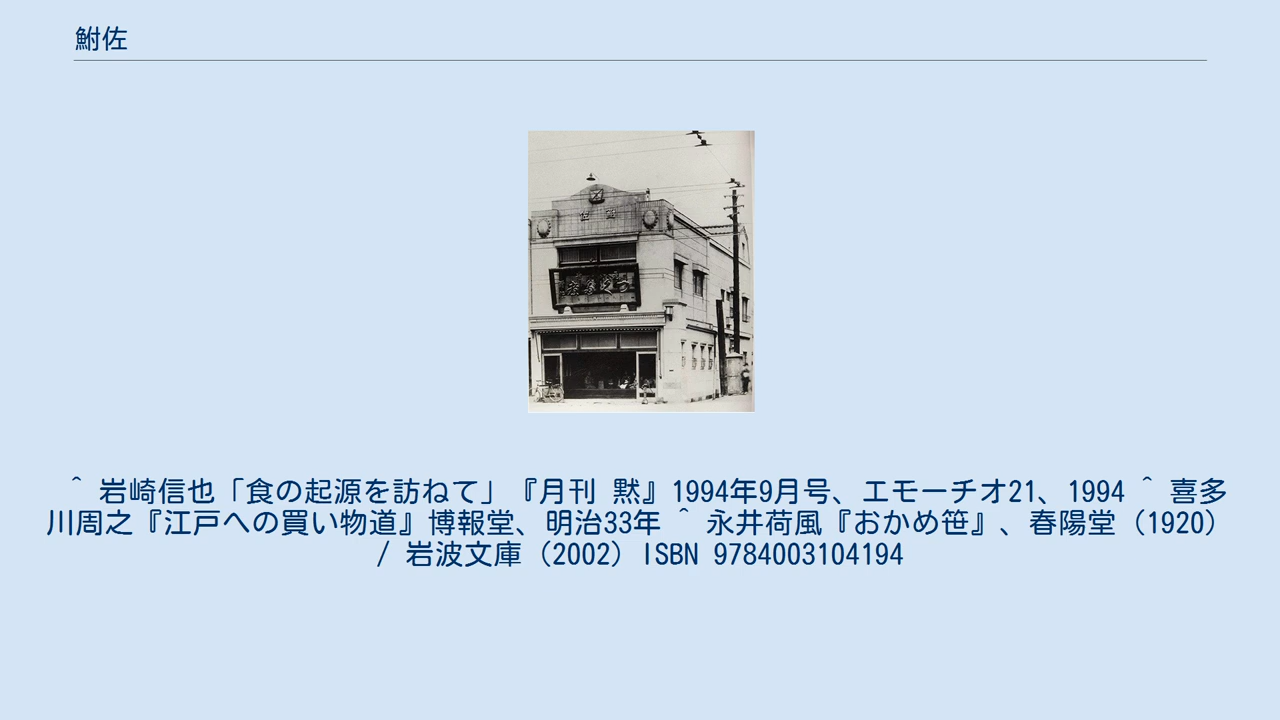 鮒佐
^ 岩崎信也「食の起源を訪ねて」『月刊 黙』1994年9月号、エモーチオ21、1994 ^ 喜多
川周之『江戸への買い物道』博報堂、明治33年 ^ 永井荷風『おかめ笹』、春陽堂（1920）
/ 岩波文庫（2002）ISBN 9784003104194